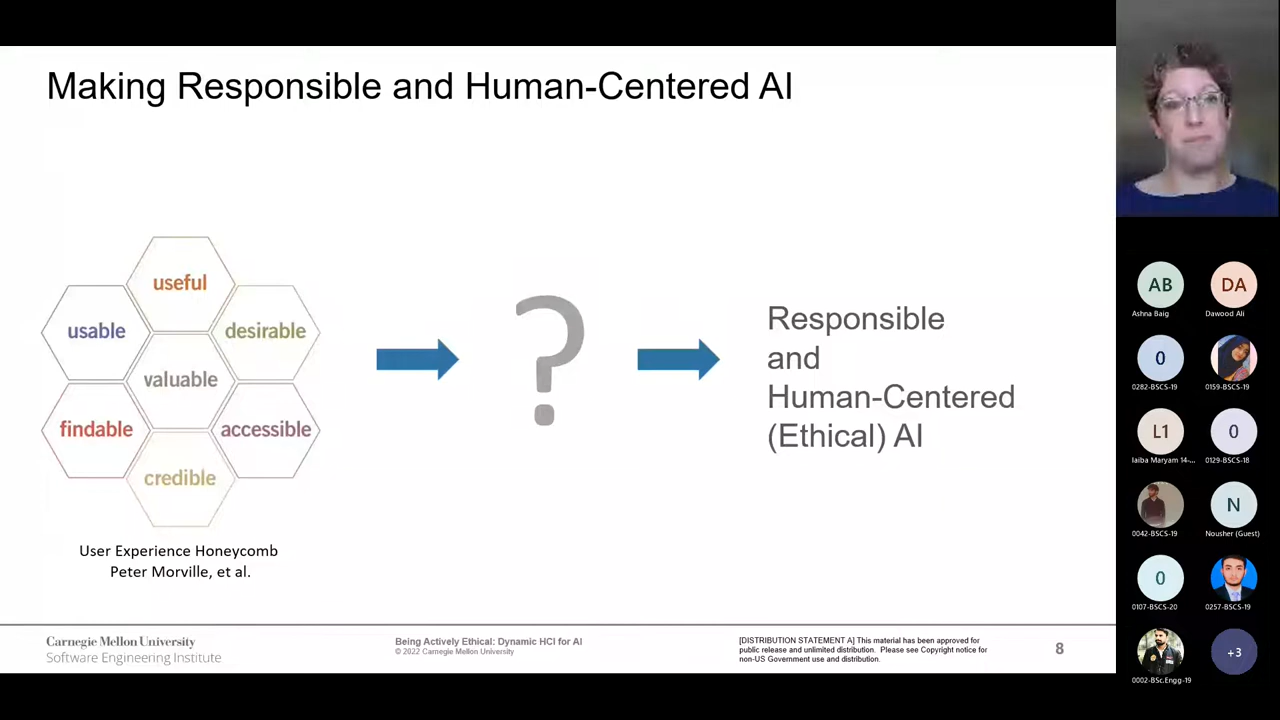 Making Responsible and Human-Centered AI
useful
usable
desirable
valuable
findable
accessible
credible
User Experience Honeycomb
Peter Morville, et al.
?
Responsible
and
Human-Centered
(Ethical) AI
Carnegie Mellon University
Software Engineering Institute
Being Actively Ethical: Dynamic HCI for AI
© 2022 Carnegie Mellon University
[DISTRIBUTION STATEMENT A] This material has been approved for
public release and unlimited distribution. Please see Copyright notice for
non-US Government use and distribution.
8
AB
DA
Ashna Baig
Dawood Ali
0
0282-BSCS-19
0159-BSCS-19
L1
0
laiba Maryam 14-...
0129-BSCS-18
N
0042-BSCS-19
Nousher (Guest)
0
0107-BSCS-20
0257-BSCS-19
+3
0002-BSc.Engg-19